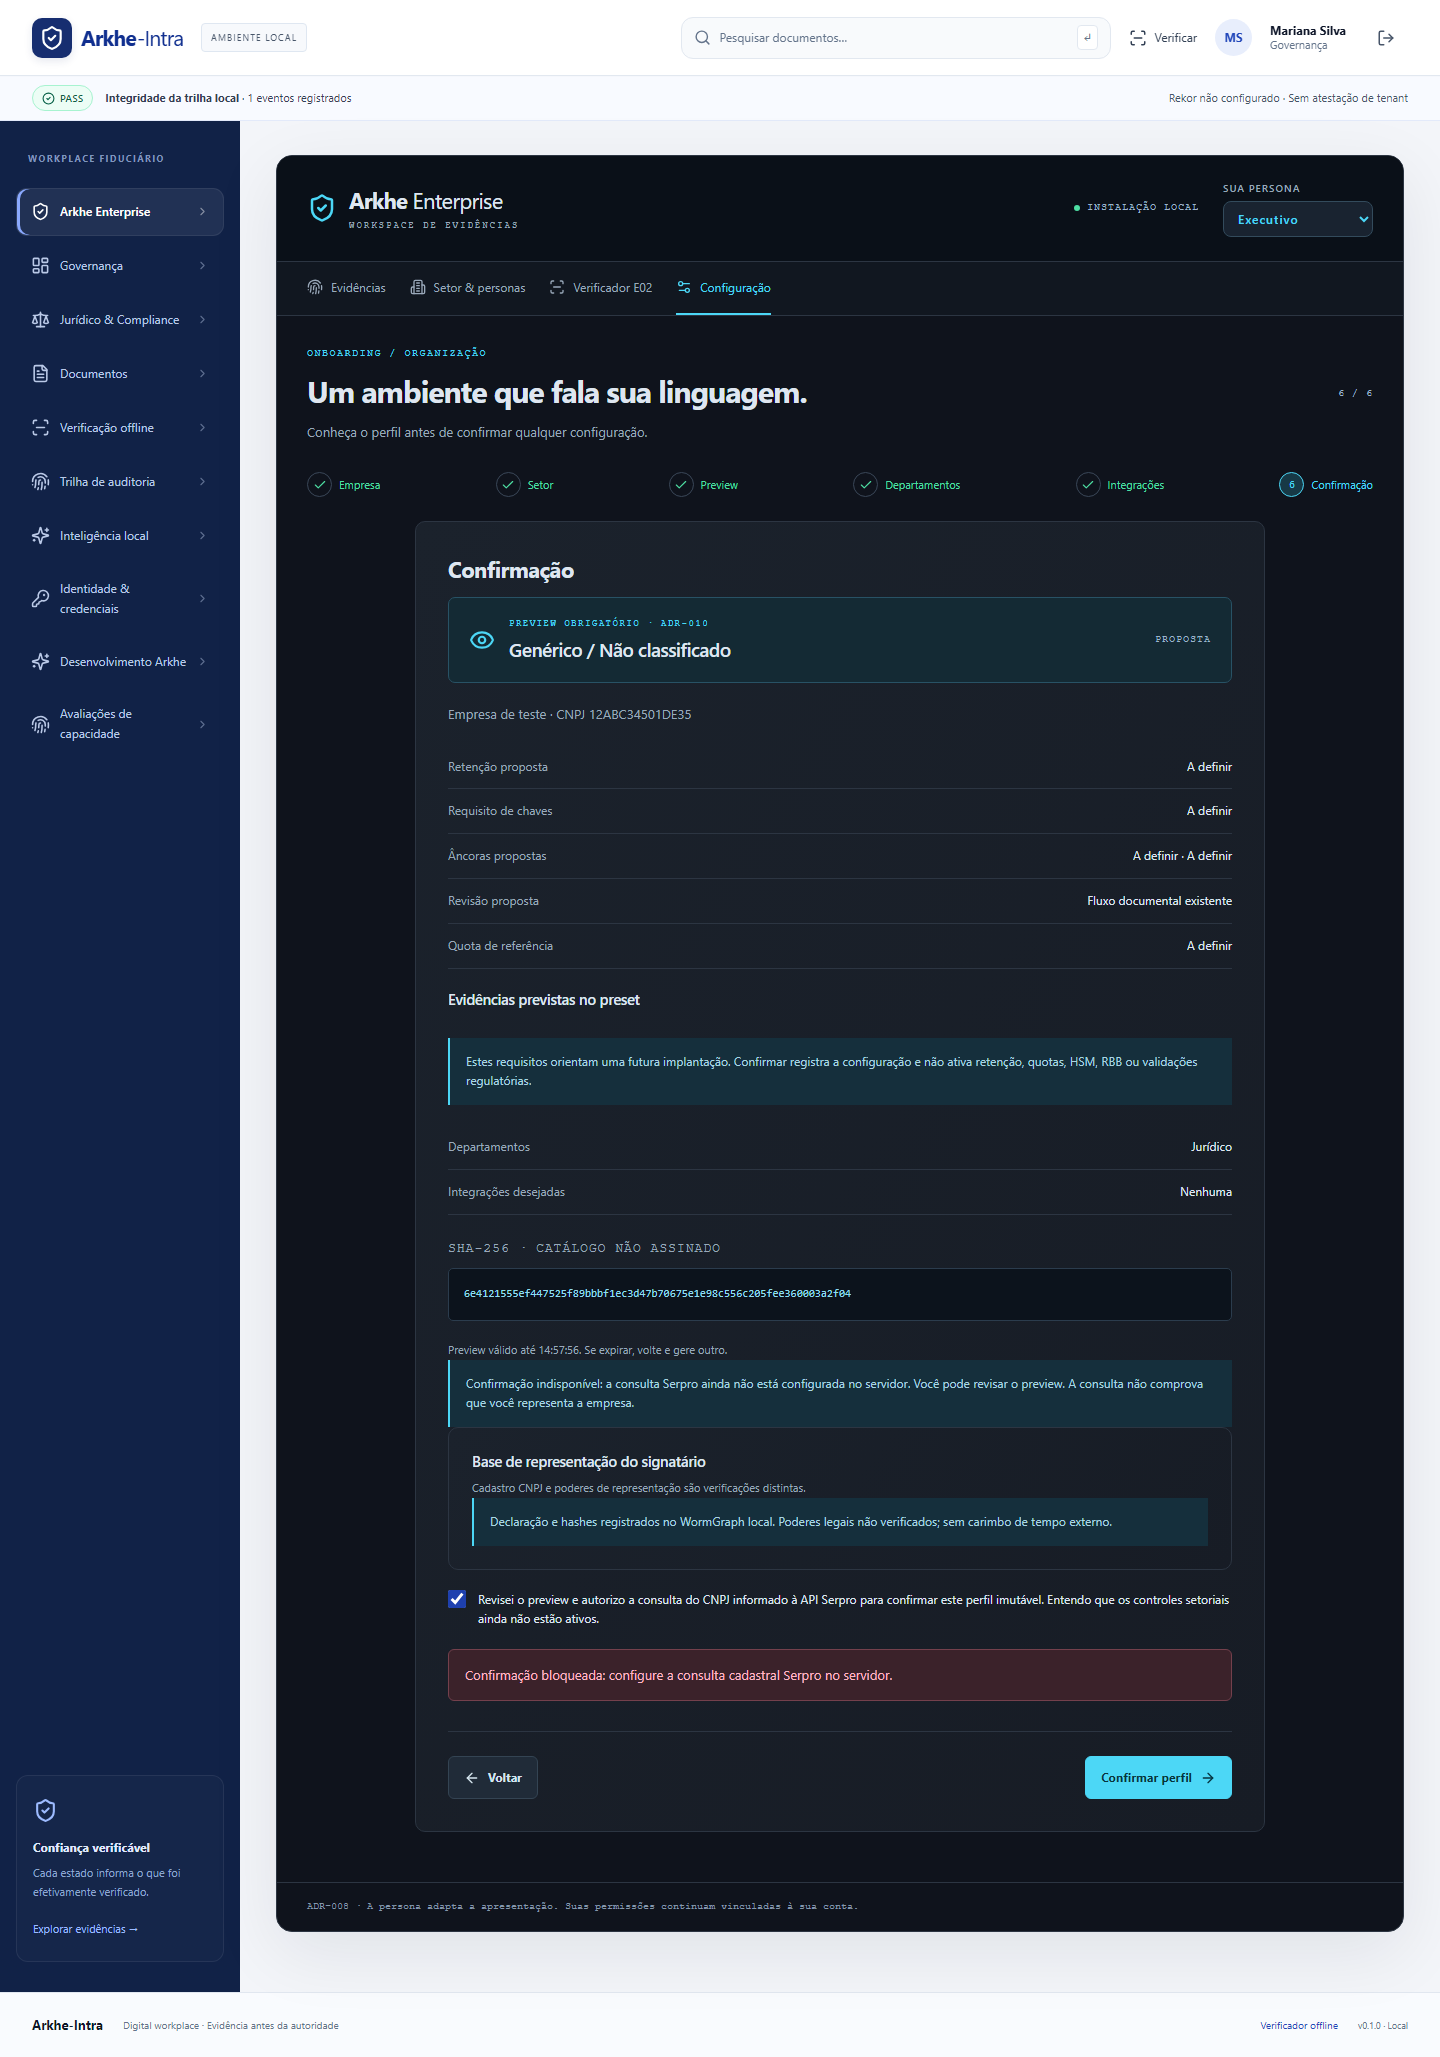 Arkhe-Intra
AMBIENTE LOCAL
Pesquisar documentos...
↵
Verificar
MS
Mariana Silva
Governança
PASS
Integridade da trilha local · 1 eventos registrados
Rekor não configurado · Sem atestação de tenant
WORKPLACE FIDUCIÁRIO
Arkhe Enterprise
Governança
Jurídico & Compliance
Documentos
Verificação offline
Trilha de auditoria
Inteligência local
Identidade &
credenciais
Desenvolvimento Arkhe
Avaliações de
capacidade
Confiança verificável
Cada estado informa o que foi
efetivamente verificado.
Explorar evidências →
Arkhe Enterprise
WORKSPACE DE EVIDÊNCIAS
INSTALAÇÃO LOCAL
SUA PERSONA
Executivo
Evidências
Setor & personas
Verificador E02
Configuração
ONBOARDING / ORGANIZAÇÃO
Um ambiente que fala sua linguagem.
6 / 6
Conheça o perfil antes de confirmar qualquer configuração.
Empresa
Setor
Preview
Departamentos
Integrações
6 Confirmação
Confirmação
PREVIEW OBRIGATÓRIO · ADR-010
Genérico / Não classificado
PROPOSTA
Empresa de teste · CNPJ 12ABC34501DE35
Retenção proposta A definir
Requisito de chaves A definir
Âncoras propostas A definir · A definir
Revisão proposta Fluxo documental existente
Quota de referência A definir
Evidências previstas no preset
Estes requisitos orientam uma futura implantação. Confirmar registra a configuração e não ativa retenção, quotas, HSM, RBB ou validações
regulatórias.
Departamentos Jurídico
Integrações desejadas Nenhuma
SHA-256 · CATÁLOGO NÃO ASSINADO
6e4121555ef447525f89bbbf1ec3d47b70675e1e98c556c205fee360003a2f04
Preview válido até 14:57:56. Se expirar, volte e gere outro.
Confirmação indisponível: a consulta Serpro ainda não está configurada no servidor. Você pode revisar o preview. A consulta não comprova
que você representa a empresa.
Base de representação do signatário
Cadastro CNPJ e poderes de representação são verificações distintas.
Declaração e hashes registrados no WormGraph local. Poderes legais não verificados; sem carimbo de tempo externo.
Revisei o preview e autorizo a consulta do CNPJ informado à API Serpro para confirmar este perfil imutável. Entendo que os controles setoriais
ainda não estão ativos.
Confirmação bloqueada: configure a consulta cadastral Serpro no servidor.
← Voltar
Confirmar perfil →
ADR-008 · A persona adapta a apresentação. Suas permissões continuam vinculadas à sua conta.
Arkhe-Intra
Digital workplace · Evidência antes da autoridade
Verificador offline
v0.1.0 · Local